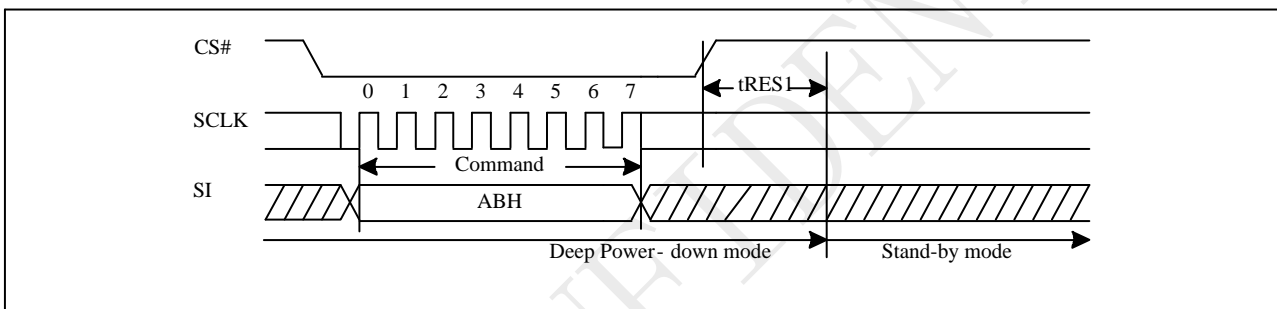 CS#
tRES1
0 1 2 3 4 5 6 7
SCLK
Command
SI
ABH
Deep Power- down mode Stand-by mode